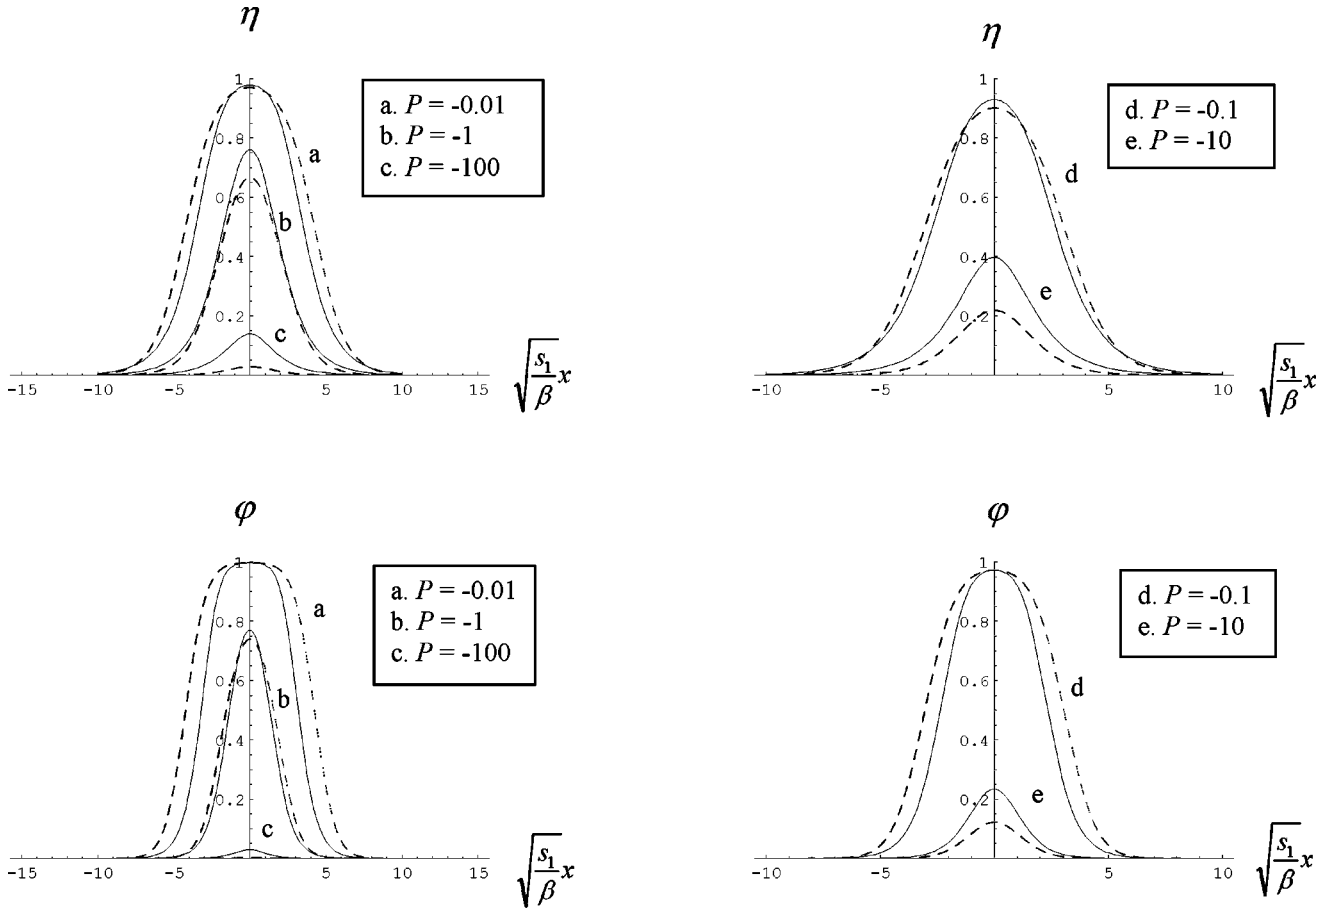 η
a. P = -0.01
b. P = -1
c. P = -100
1
0.8
0.6
0.4
0.2
a
b
c
-15 -10 -5 5 10 15
√(s₁/β) x
η
d. P = -0.1
e. P = -10
1
0.8
0.6
0.4
0.2
d
e
-10 -5 5 10
√(s₁/β) x
φ
a. P = -0.01
b. P = -1
c. P = -100
1
0.8
0.6
0.4
0.2
a
b
c
-15 -10 -5 5 10 15
√(s₁/β) x
φ
d. P = -0.1
e. P = -10
1
0.8
0.6
0.4
0.2
d
e
-10 -5 5 10
√(s₁/β) x